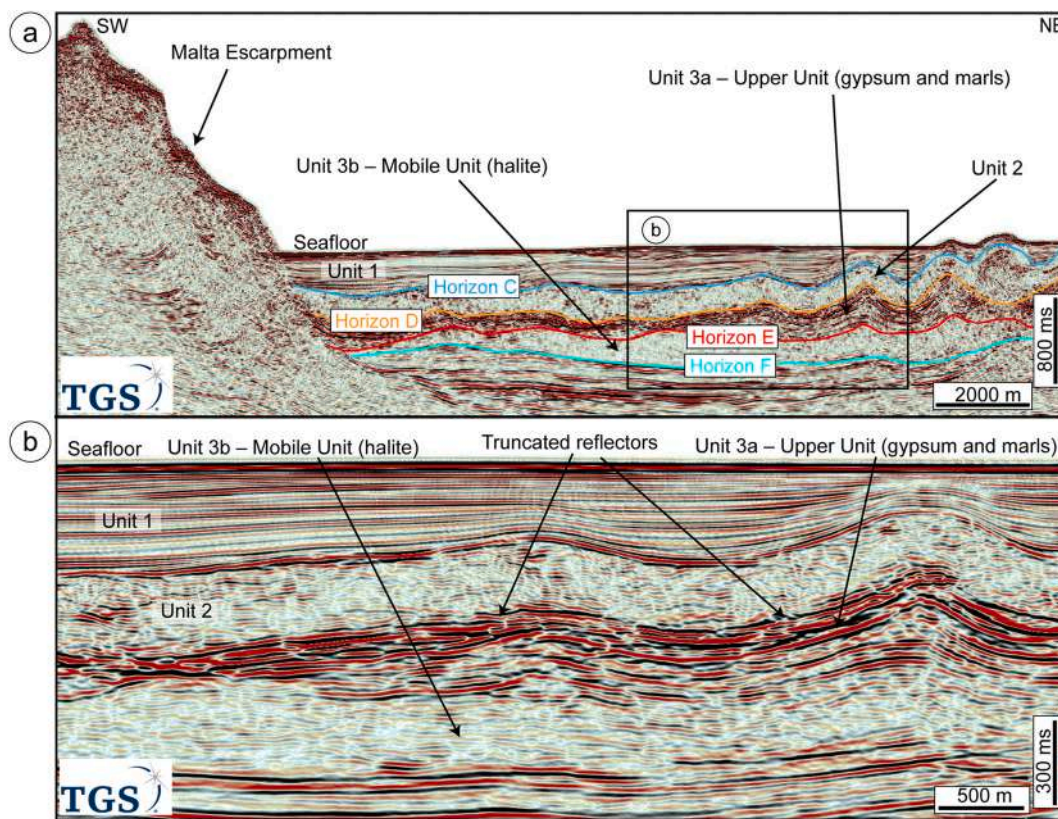 a
SW
NE
Malta Escarpment
Unit 3a – Upper Unit (gypsum and marls)
Unit 3b – Mobile Unit (halite)
Unit 2
b
Seafloor
Unit 1
Horizon C
Horizon D
Horizon E
Horizon F
800 ms
2000 m
TGS
b
Seafloor
Unit 3b – Mobile Unit (halite)
Truncated reflectors
Unit 3a – Upper Unit (gypsum and marls)
Unit 1
Unit 2
300 ms
500 m
TGS